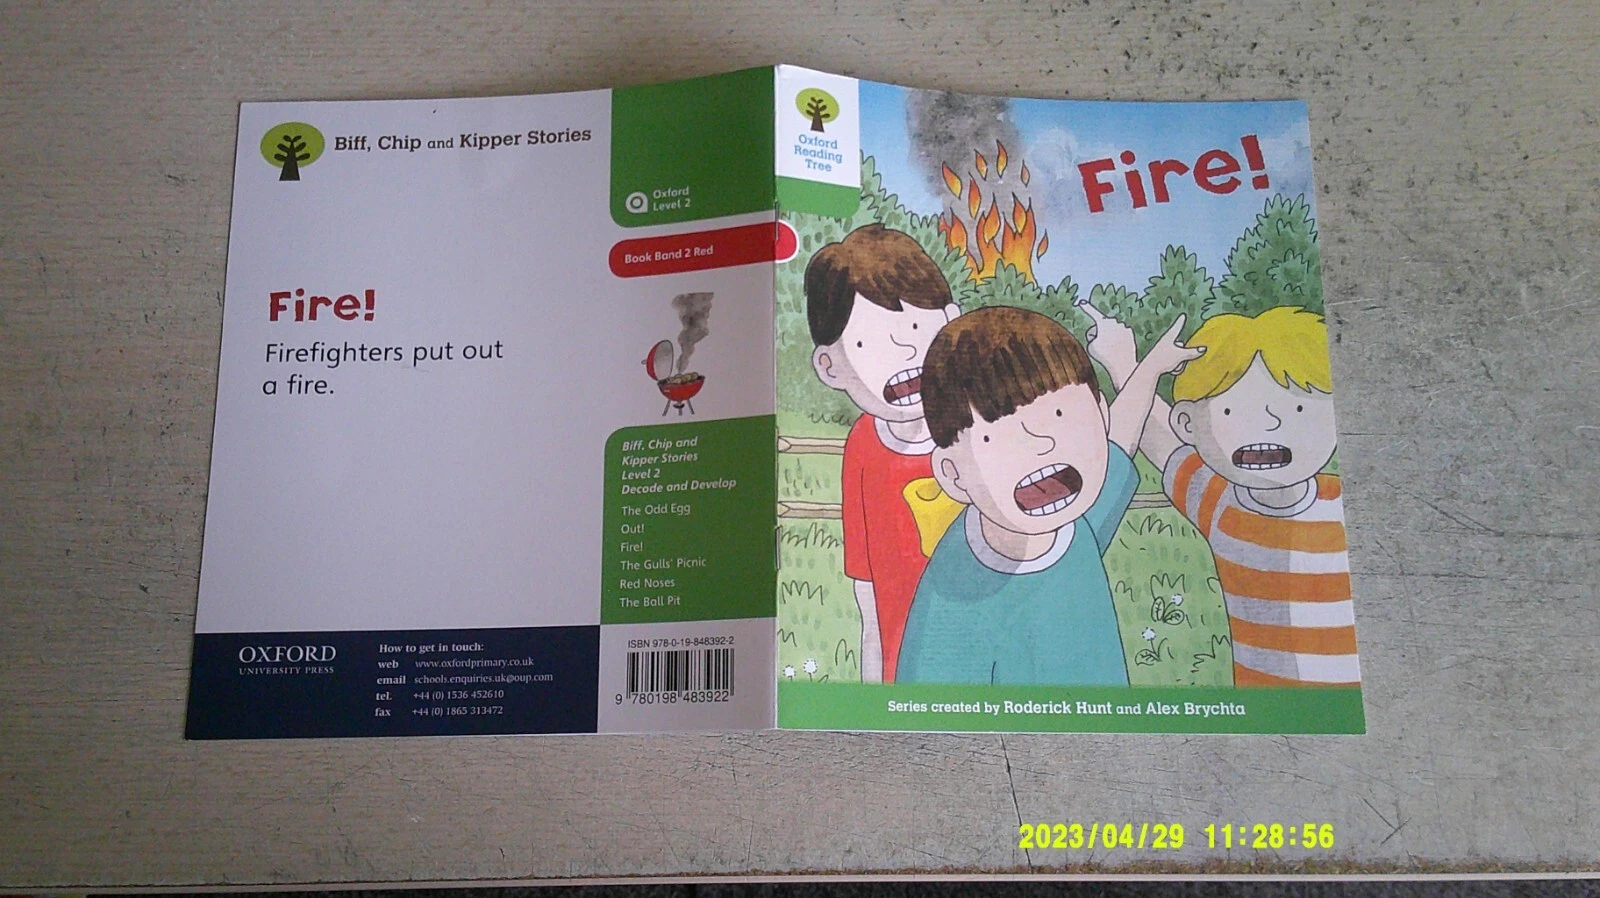 Biff, Chip and Kipper Stories
Oxford
Level 2
Book Band 2 Red
Fire!
Firefighters put out
a fire.
Biff, Chip and
Kipper Stories
Level 2
Decode and Develop
The Odd Egg
Out!
Fire!
The Gulls' Picnic
Red Noses
The Ball Pit
OXFORD
UNIVERSITY PRESS
How to get in touch:
web www.oxfordprimary.co.uk
email schools.enquiries.uk@oup.com
tel. +44 (0) 1536 452610
fax +44 (0) 1865 313472
ISBN 978-0-19-848392-2
9 780198 483922
Oxford
Reading
Tree
Fire!
Series created by Roderick Hunt and Alex Brychta
2023/04/29 11:28:56